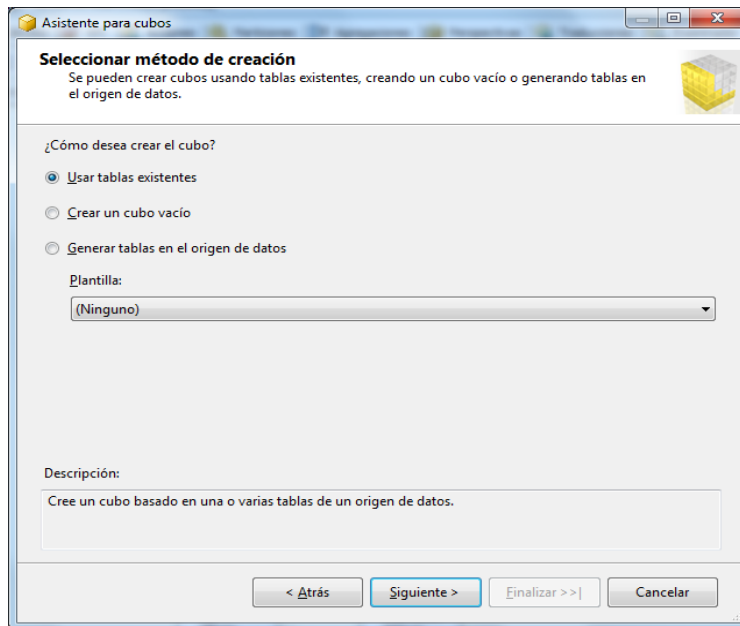 Asistente para cubos
Seleccionar método de creación
Se pueden crear cubos usando tablas existentes, creando un cubo vacío o generando tablas en
el origen de datos.
¿Cómo desea crear el cubo?
Usar tablas existentes
Crear un cubo vacío
Generar tablas en el origen de datos
Plantilla:
(Ninguno)
Descripción:
Cree un cubo basado en una o varias tablas de un origen de datos.
< Atrás
Siguiente >
Finalizar >>|
Cancelar